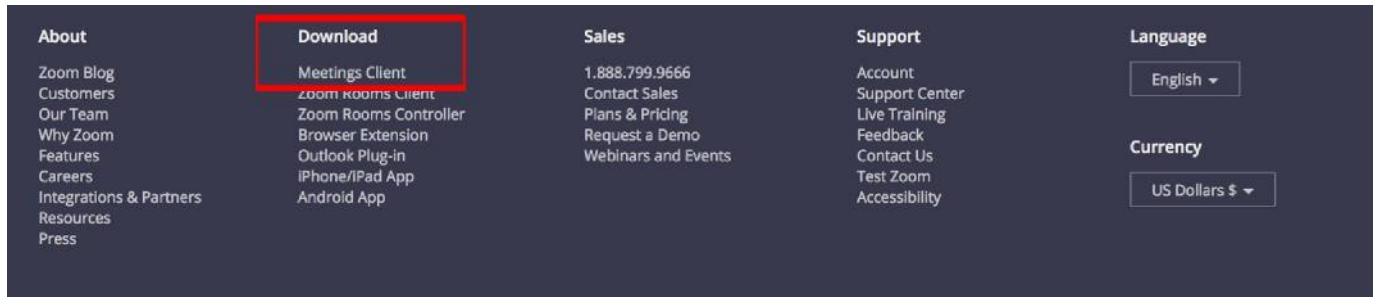 About
Zoom Blog
Customers
Our Team
Why Zoom
Features
Careers
Integrations & Partners
Resources
Press
Download
Meetings Client
Zoom Rooms Client
Zoom Rooms Controller
Browser Extension
Outlook Plug-in
iPhone/iPad App
Android App
Sales
1.888.799.9666
Contact Sales
Plans & Pricing
Request a Demo
Webinars and Events
Support
Account
Support Center
Live Training
Feedback
Contact Us
Test Zoom
Accessibility
Language
English
Currency
US Dollars $